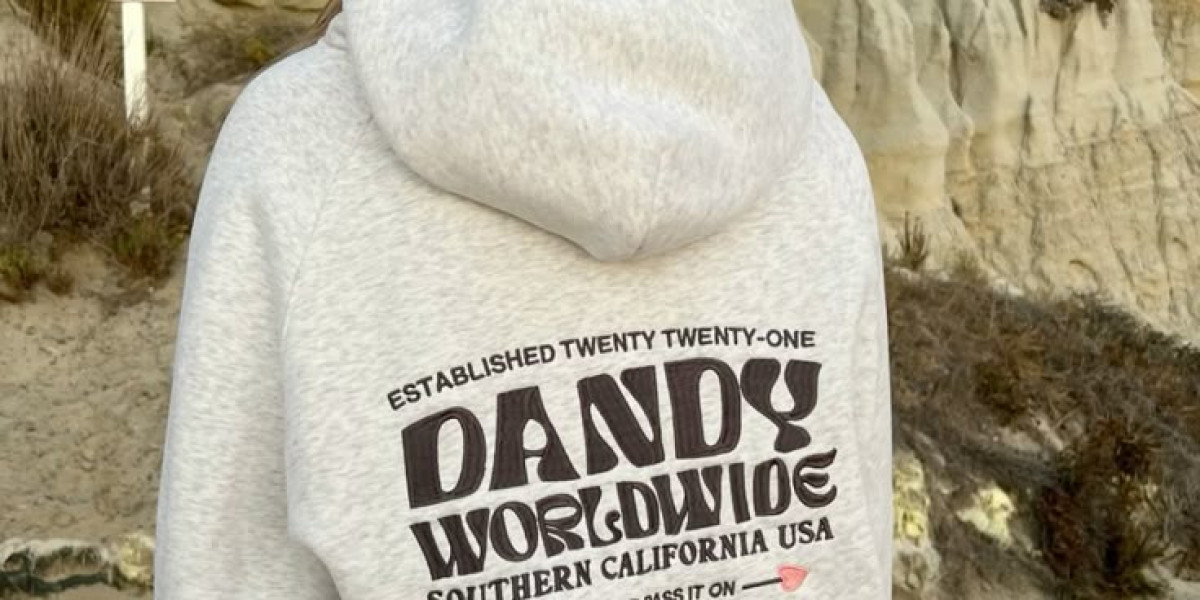 ESTABLISHED TWENTY TWENTY-ONE
DANDY
WORLDWIDE
SOUTHERN CALIFORNIA USA
PASS IT ON